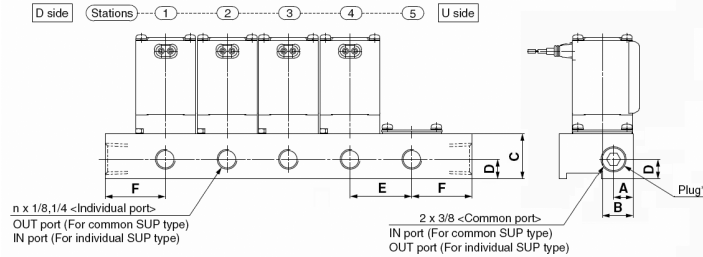 D side Stations 1 2 3 4 5 U side
D
C
F
E
F
D
A
B
Plug*
n x 1/8,1/4 <Individual port>
OUT port (For common SUP type)
IN port (For individual SUP type)
2 x 3/8 <Common port>
IN port (For common SUP type)
OUT port (For individual SUP type)